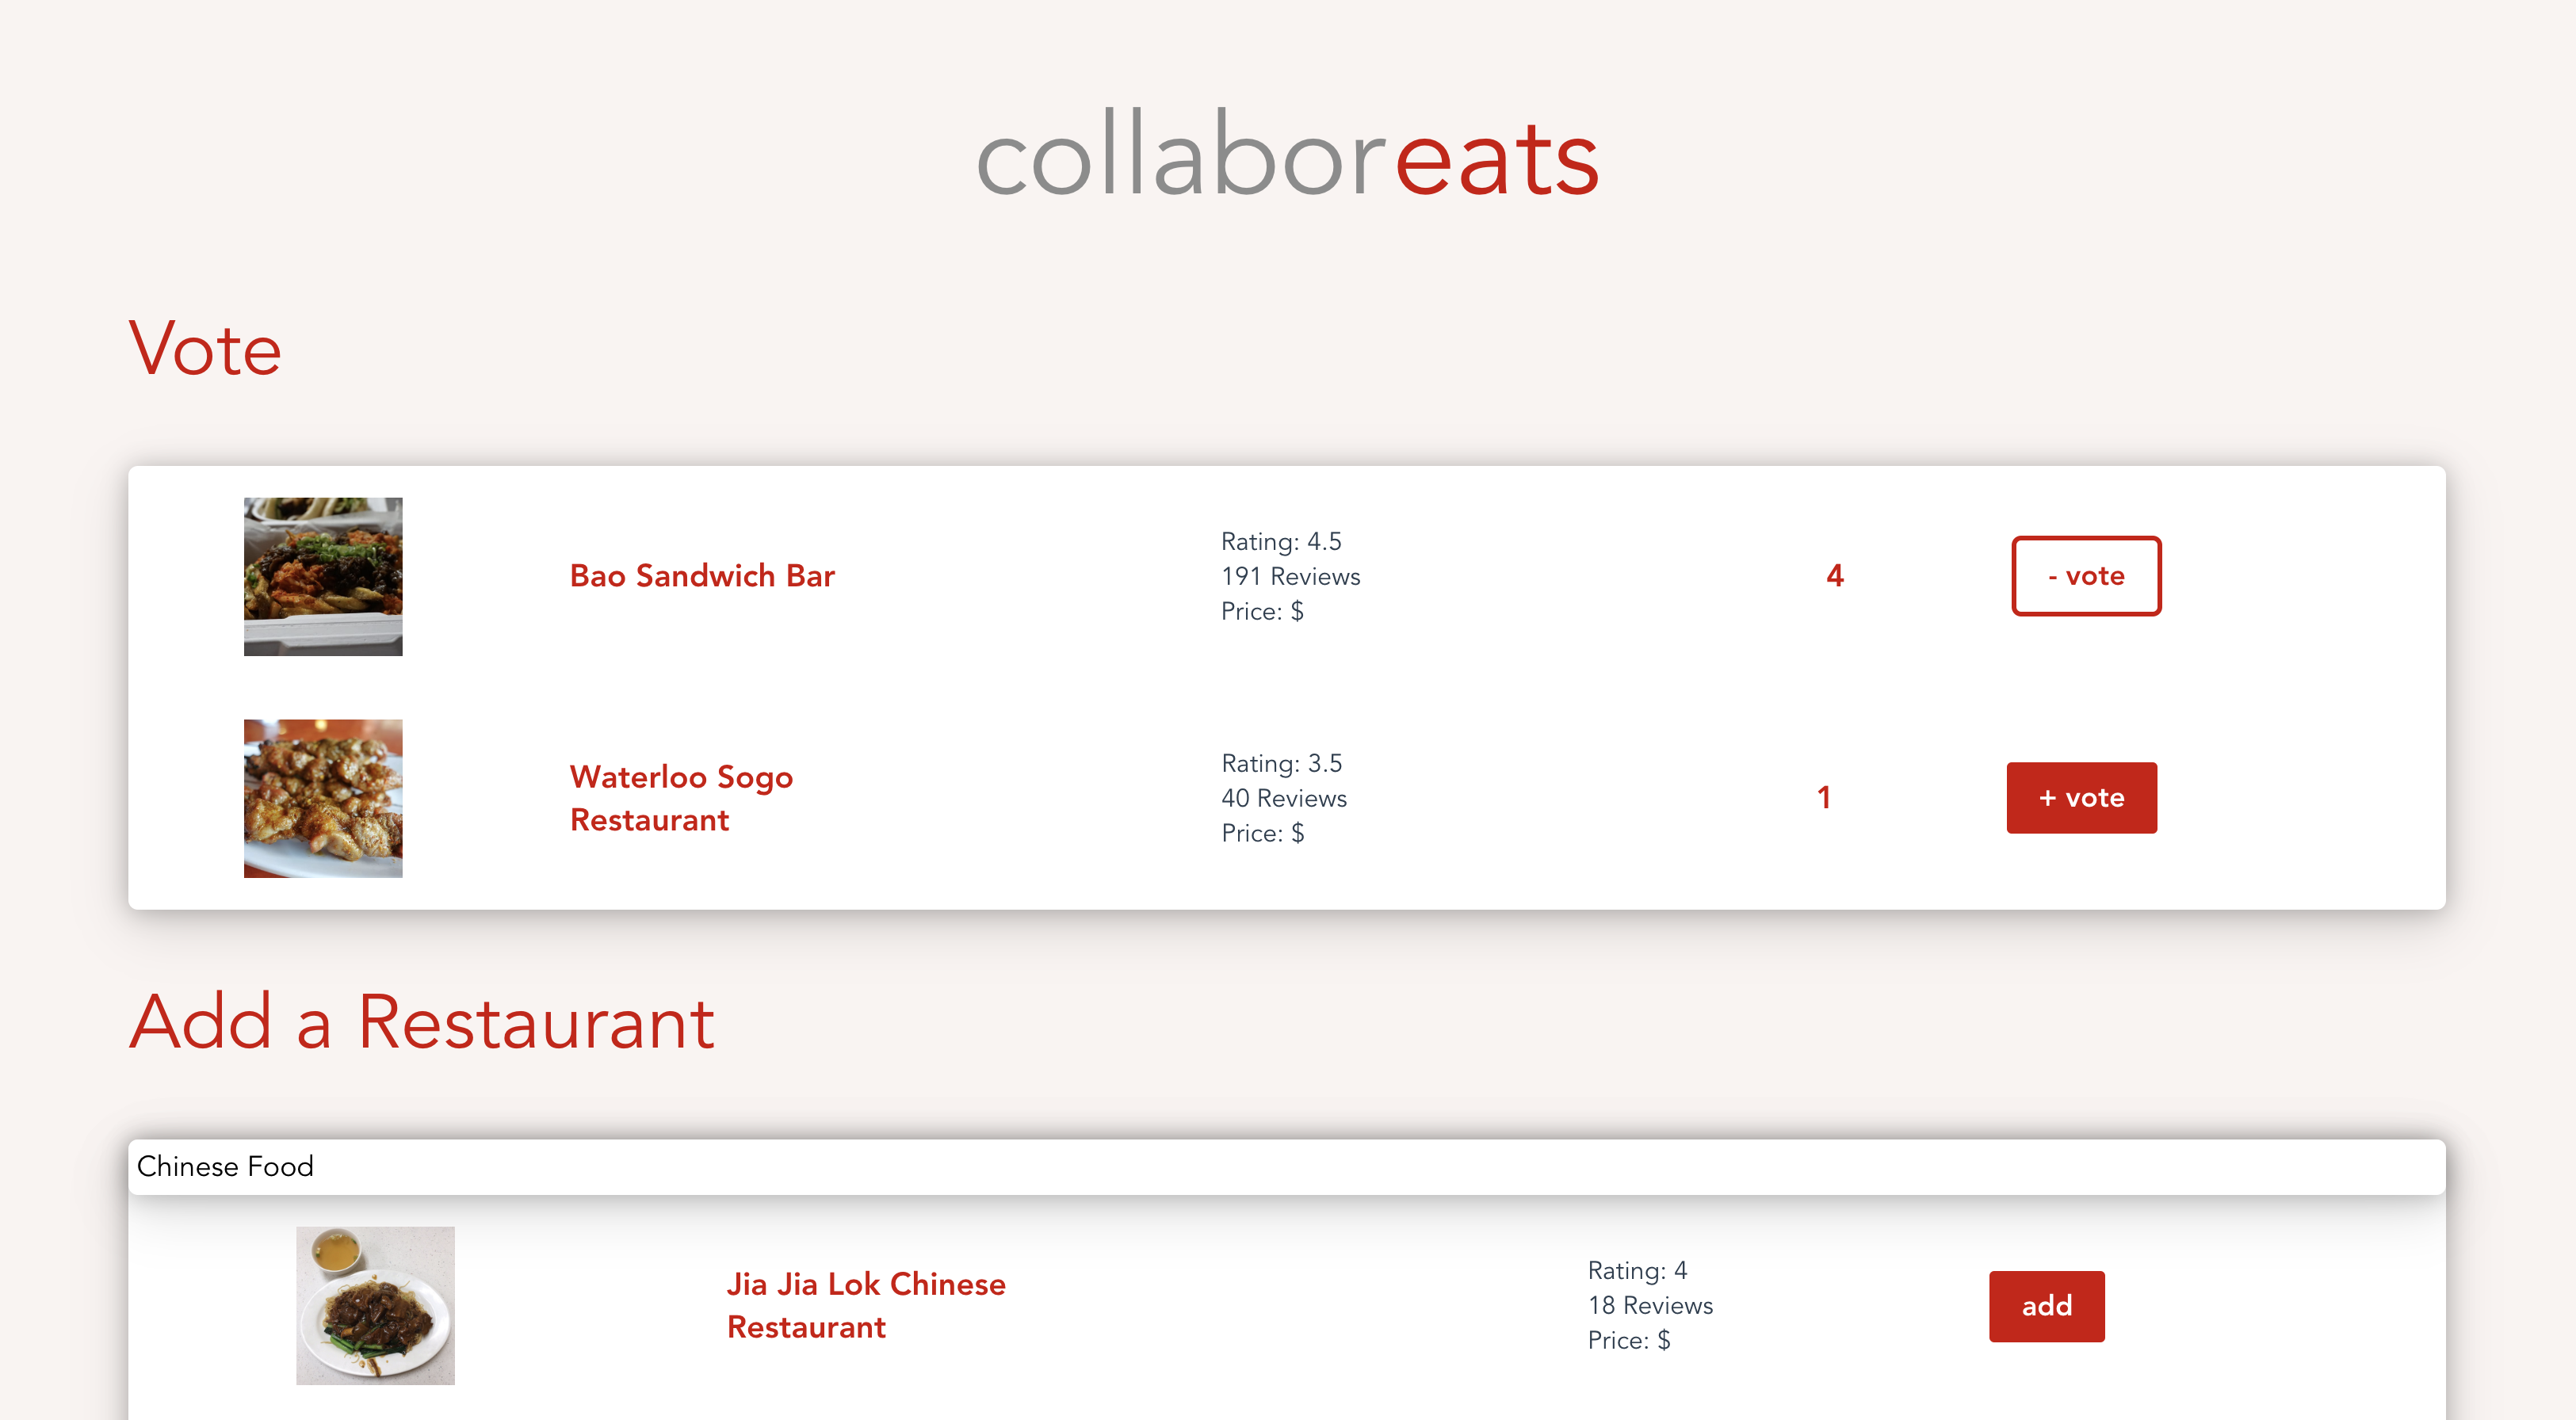 collaboreats
Vote
Bao Sandwich Bar
Rating: 4.5
191 Reviews
Price: $
4
- vote
Waterloo Sogo
Restaurant
Rating: 3.5
40 Reviews
Price: $
1
+ vote
Add a Restaurant
Chinese Food
Jia Jia Lok Chinese
Restaurant
Rating: 4
18 Reviews
Price: $
add